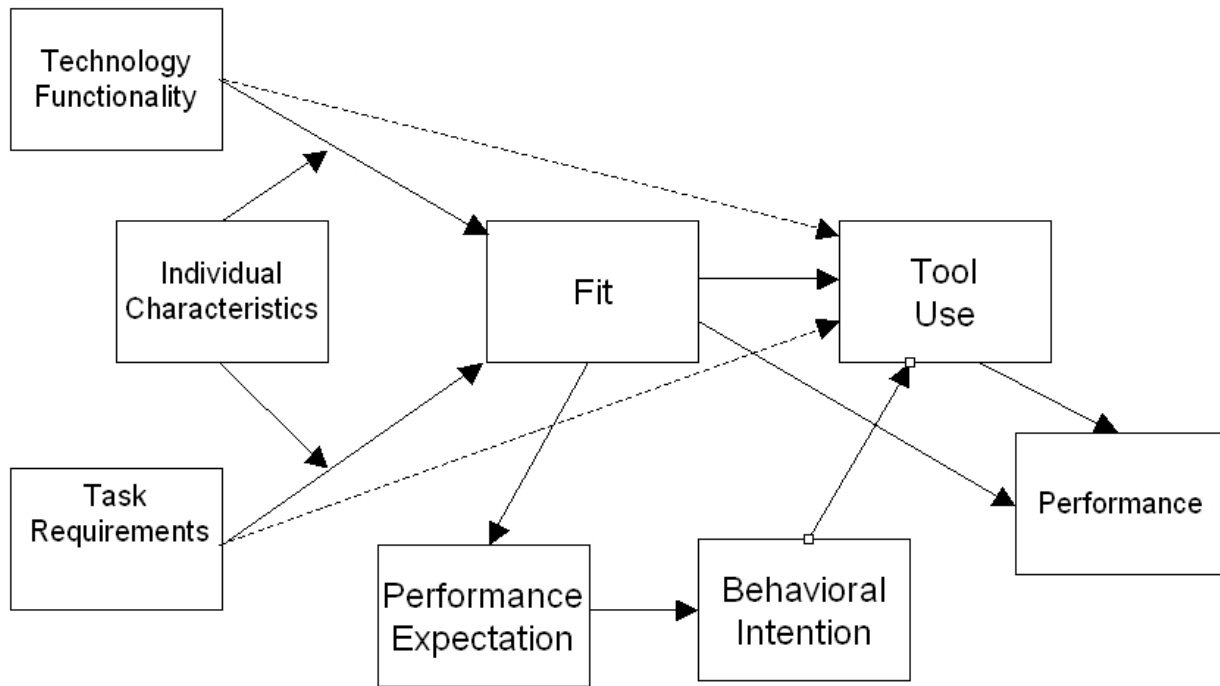 Technology
Functionality
Individual
Characteristics
Fit
Tool
Use
Task
Requirements
Performance
Performance
Expectation
Behavioral
Intention